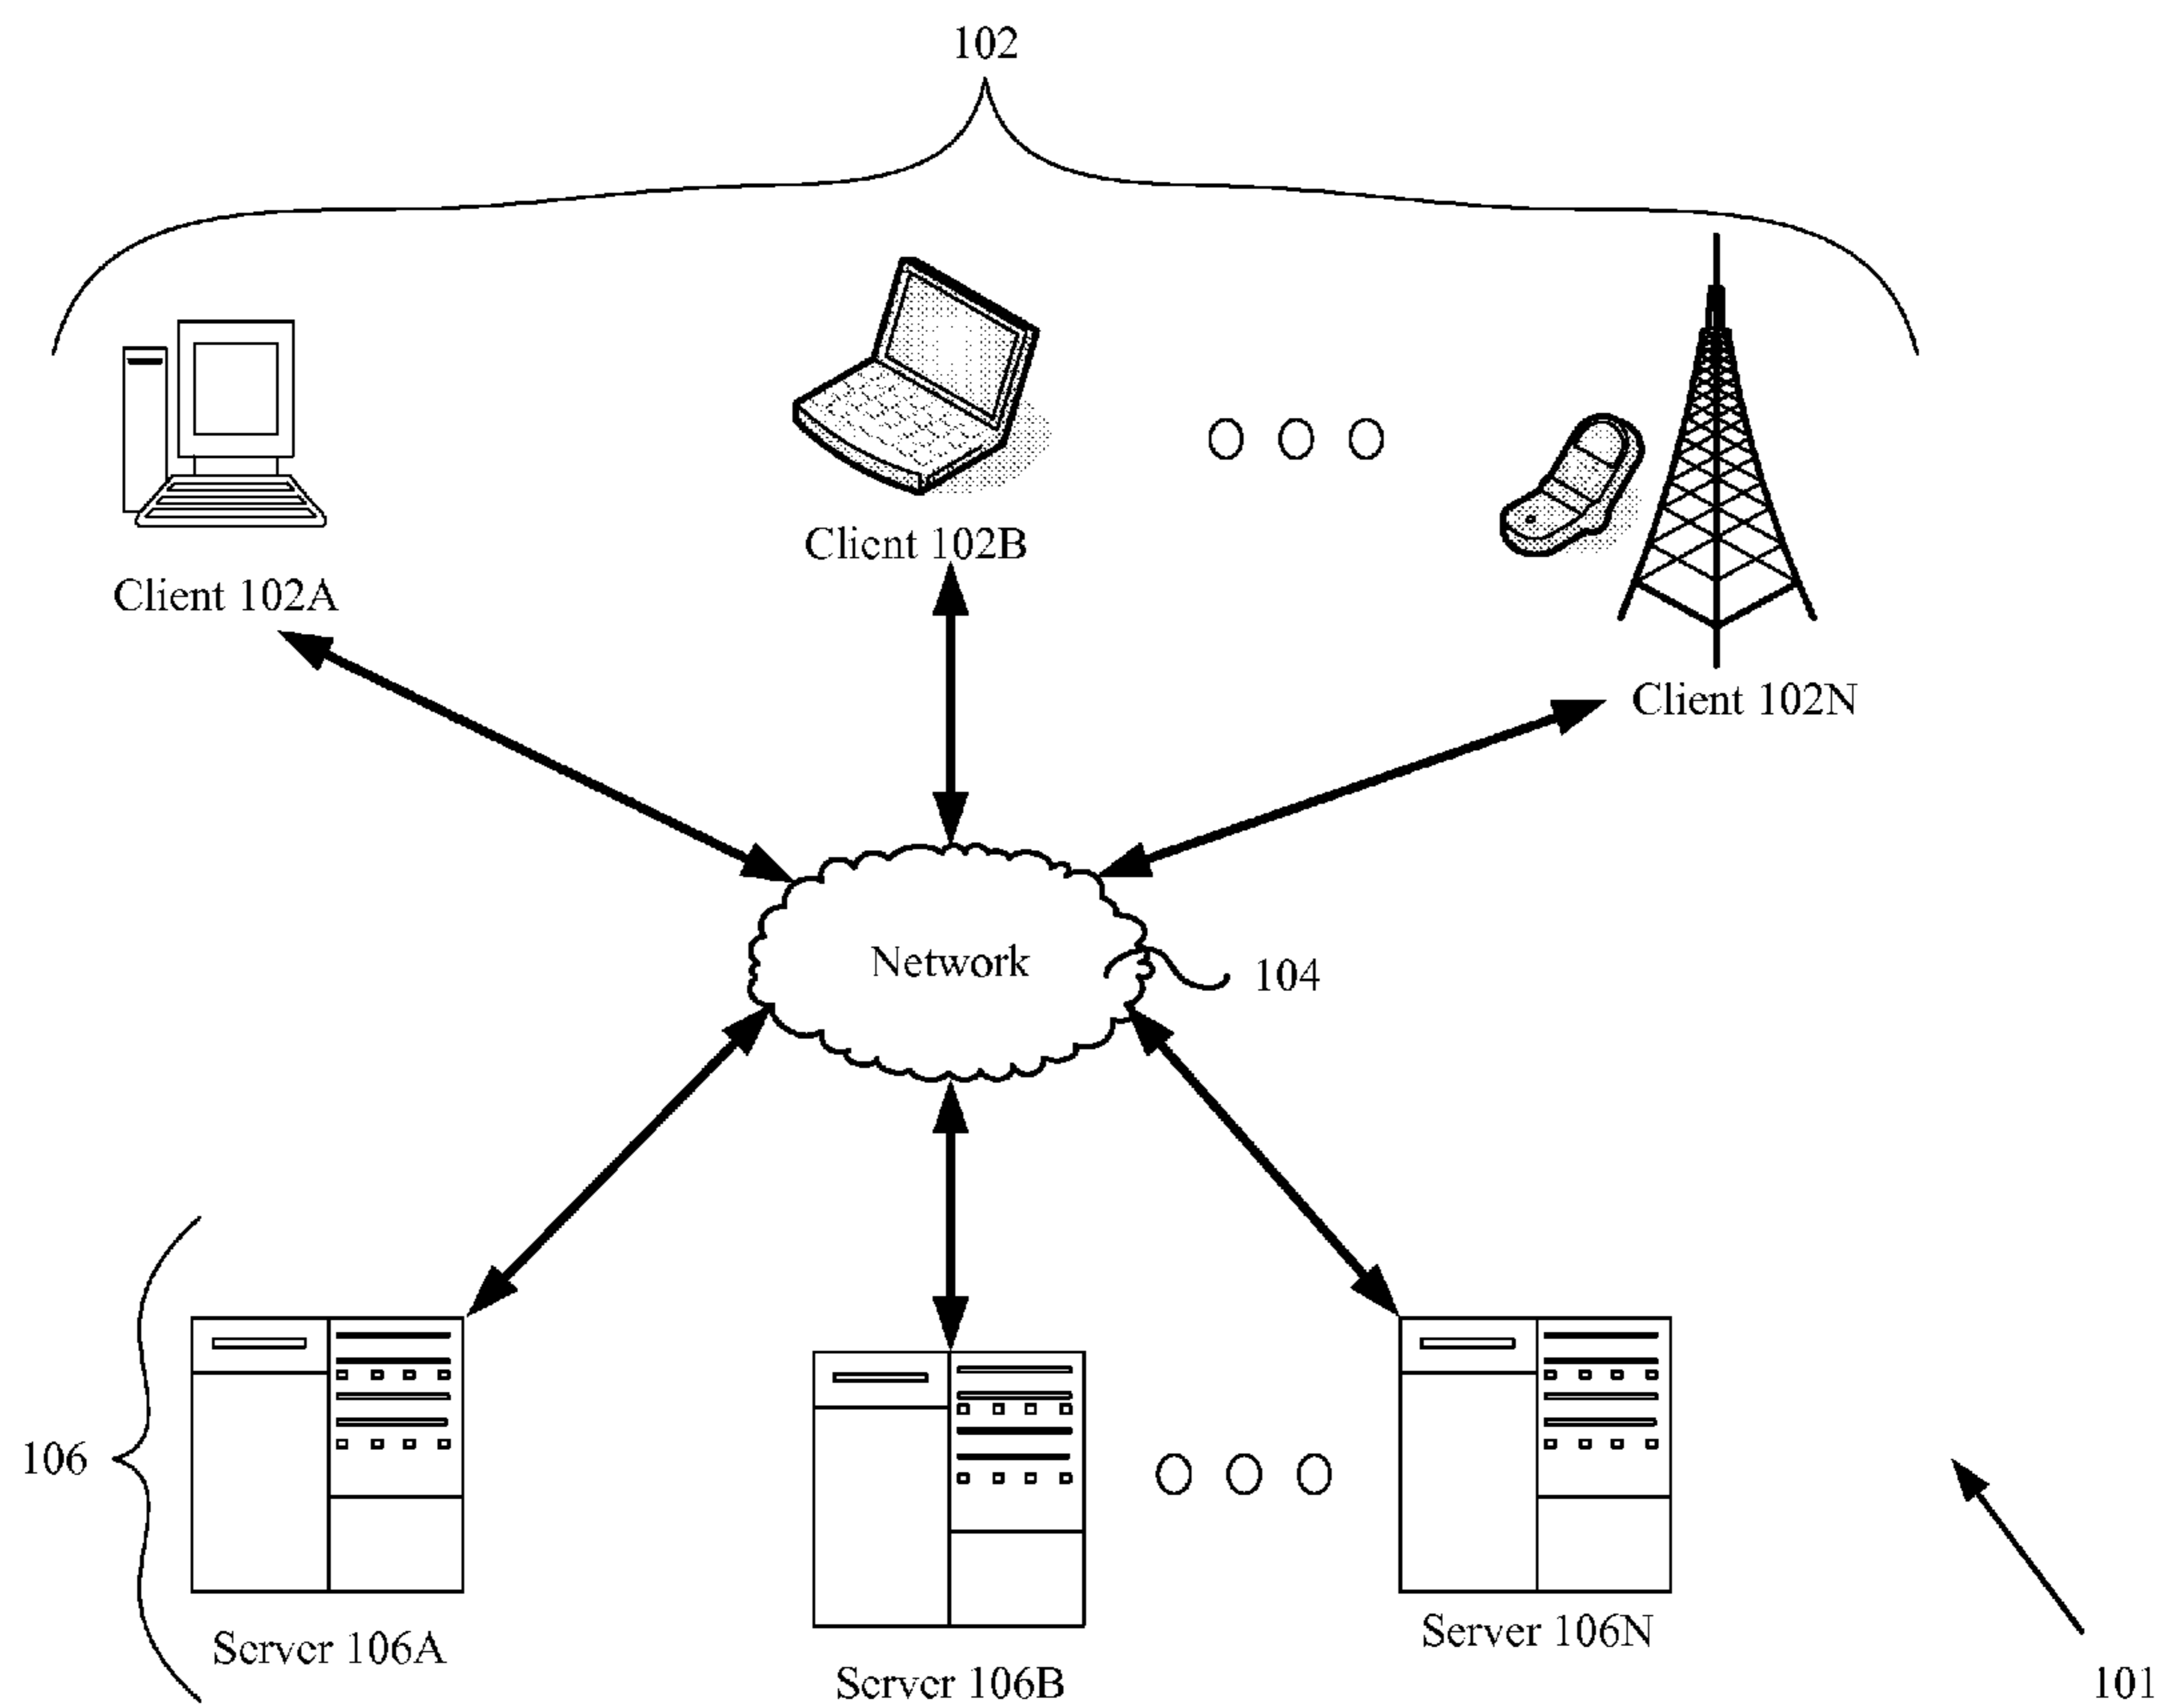 102
Client 102B
Client 102A
Client 102N
Network
104
106
Server 106A
Server 106N
Server 106B
101